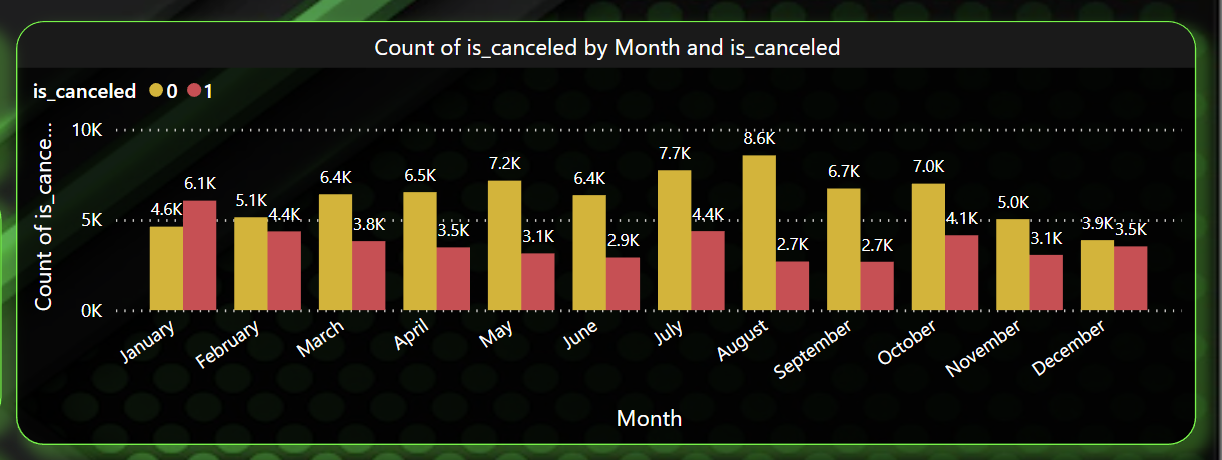 Count of is_canceled by Month and is_canceled
is_canceled 0 1
Count of is_cance...
10K
5K
0K
4.6K 6.1K
5.1K 4.4K
6.4K 3.8K
6.5K 3.5K
7.2K 3.1K
6.4K 2.9K
7.7K 4.4K
8.6K 2.7K
6.7K 2.7K
7.0K 4.1K
5.0K 3.1K
3.9K 3.5K
January
February
March
April
May
June
July
August
September
October
November
December
Month